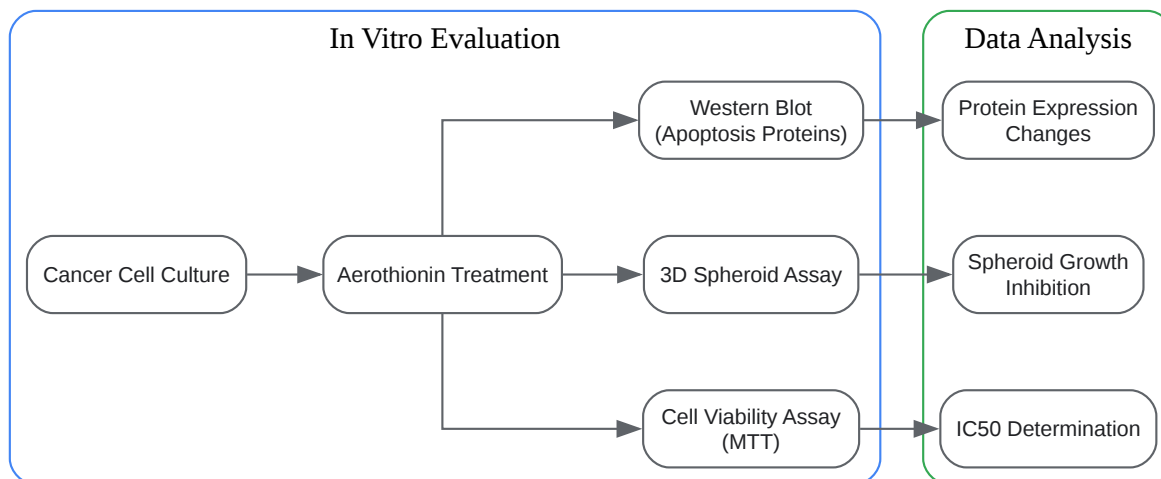 In Vitro Evaluation
Data Analysis
Western Blot
(Apoptosis Proteins)
Protein Expression
Changes
Cancer Cell Culture
Aerothionin Treatment
3D Spheroid Assay
Spheroid Growth
Inhibition
Cell Viability Assay
(MTT)
IC50 Determination